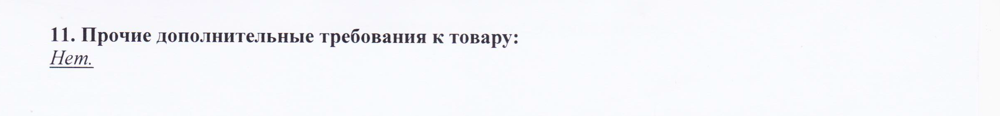 11. Прочие дополнительные требования к товару:
Нет.